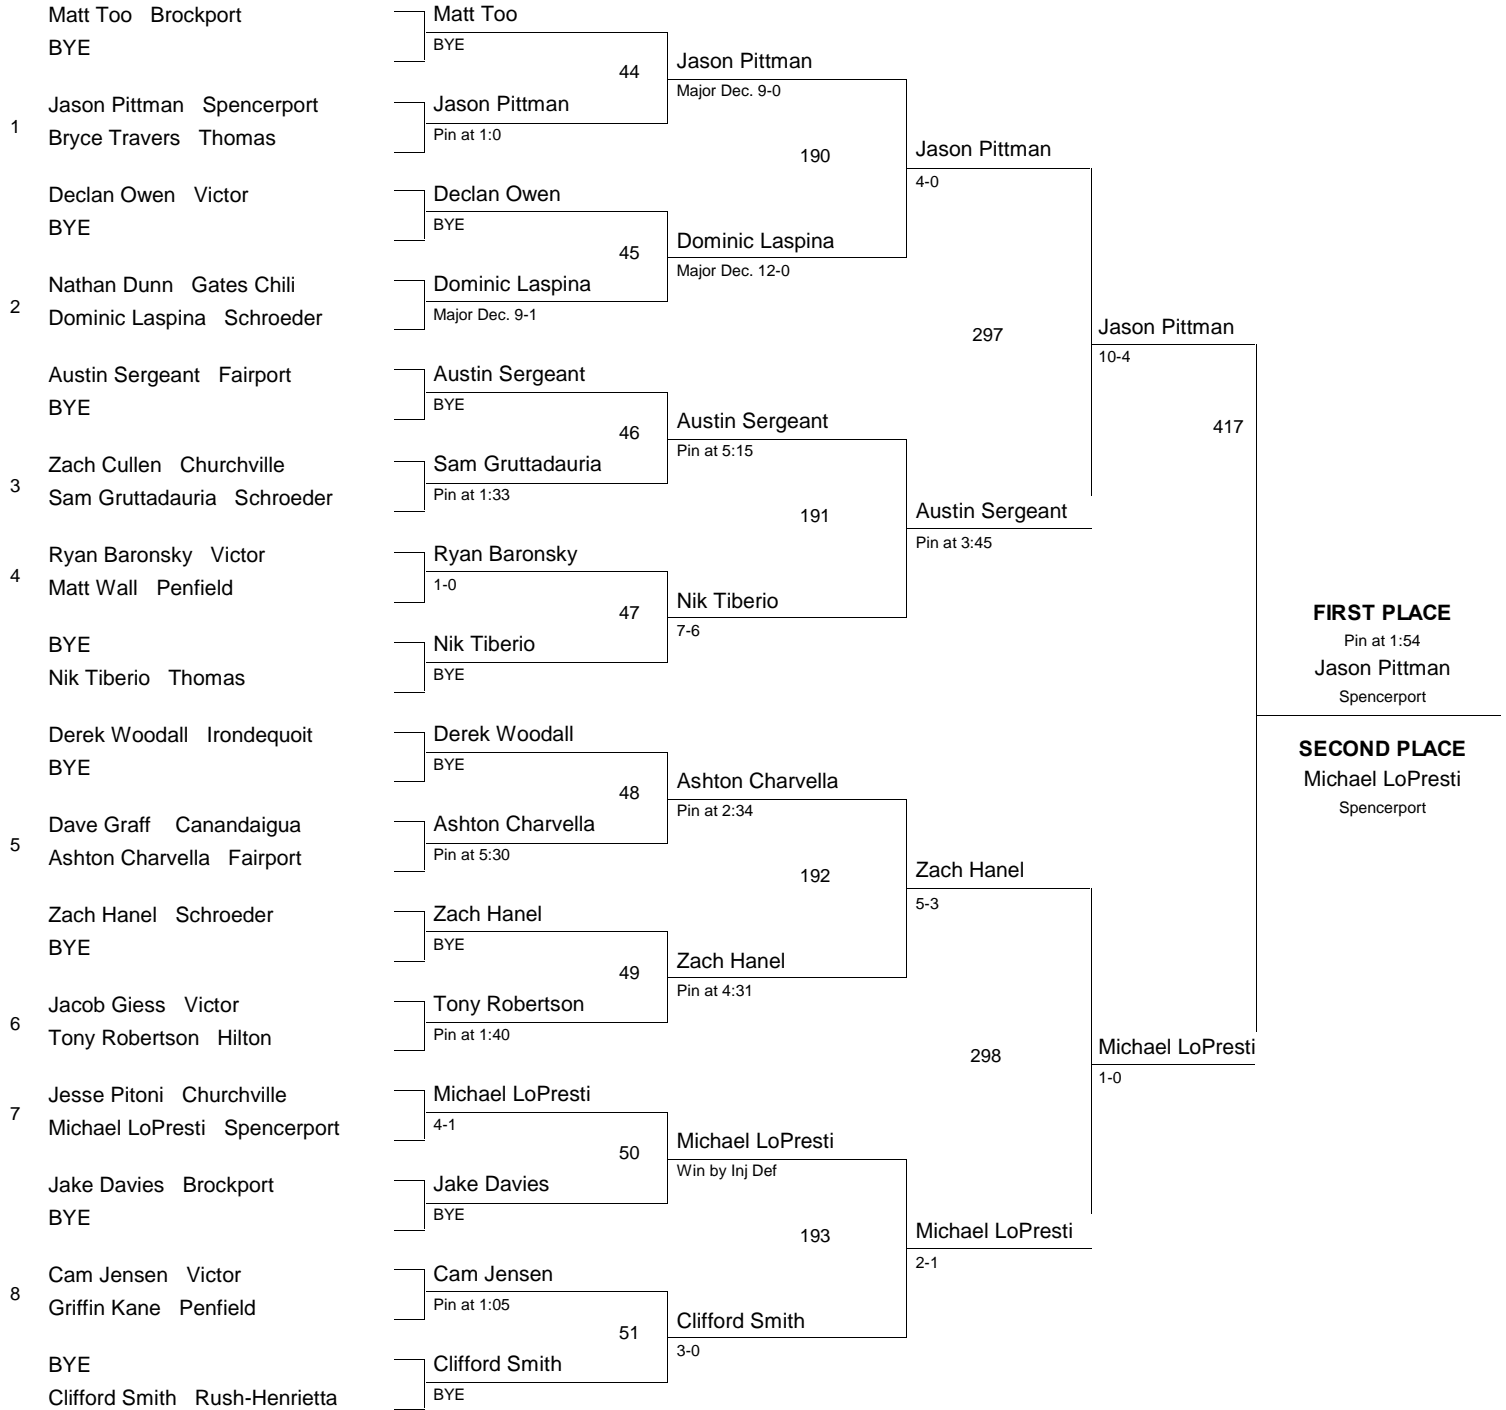 Matt Too Brockport
BYE
1
Jason Pittman Spencerport
Bryce Travers Thomas
Declan Owen Victor
BYE
2
Nathan Dunn Gates Chili
Dominic Laspina Schroeder
Austin Sergeant Fairport
BYE
3
Zach Cullen Churchville
Sam Gruttadauria Schroeder
4
Ryan Baronsky Victor
Matt Wall Penfield
BYE
Nik Tiberio Thomas
Derek Woodall Irondequoit
BYE
5
Dave Graff Canandaigua
Ashton Charvella Fairport
Zach Hanel Schroeder
BYE
6
Jacob Giess Victor
Tony Robertson Hilton
7
Jesse Pitoni Churchville
Michael LoPresti Spencerport
Jake Davies Brockport
BYE
8
Cam Jensen Victor
Griffin Kane Penfield
BYE
Clifford Smith Rush-Henrietta
Matt Too
BYE
44
Jason Pittman
Pin at 1:0
Declan Owen
BYE
45
Dominic Laspina
Major Dec. 9-1
Austin Sergeant
BYE
46
Sam Gruttadauria
Pin at 1:33
Ryan Baronsky
1-0
47
Nik Tiberio
BYE
Derek Woodall
BYE
48
Ashton Charvella
Pin at 5:30
Zach Hanel
BYE
49
Tony Robertson
Pin at 1:40
Michael LoPresti
4-1
50
Jake Davies
BYE
Cam Jensen
Pin at 1:05
51
Clifford Smith
BYE
Jason Pittman
Major Dec. 9-0
190
Dominic Laspina
Major Dec. 12-0
Austin Sergeant
Pin at 5:15
191
Nik Tiberio
7-6
Ashton Charvella
Pin at 2:34
192
Zach Hanel
Pin at 4:31
Michael LoPresti
Win by Inj Def
193
Clifford Smith
3-0
Jason Pittman
4-0
297
Austin Sergeant
Pin at 3:45
Zach Hanel
5-3
298
Michael LoPresti
2-1
Jason Pittman
10-4
417
Michael LoPresti
1-0
FIRST PLACE
Pin at 1:54
Jason Pittman
Spencerport
SECOND PLACE
Michael LoPresti
Spencerport